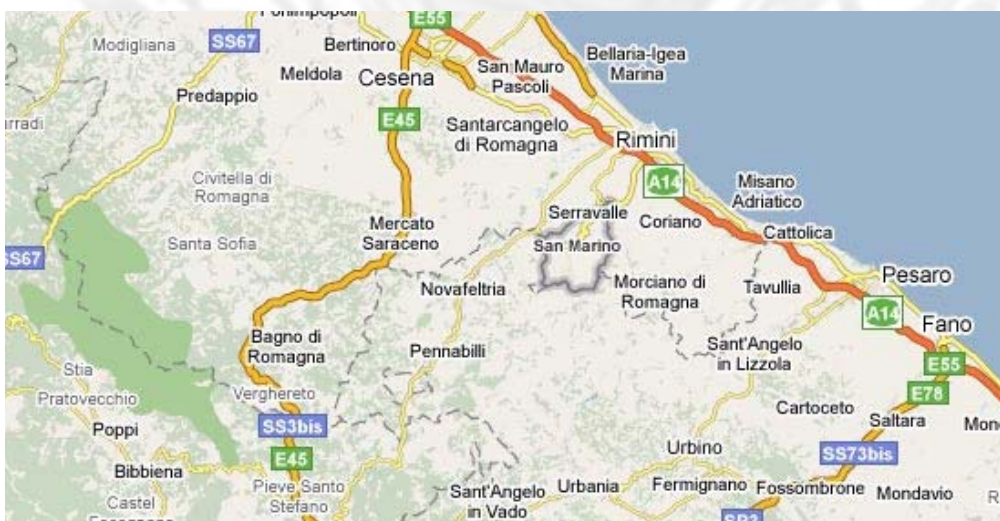 Forlimpopoli
E55
Modigliana
SS67
Bertinoro
Bellaria-Igea
Marina
Meldola
Cesena
San Mauro
Pascoli
Predappio
E45
Santarcangelo
di Romagna
Rimini
A14
Civitella di
Romagna
Misano
Adriatico
Mercato
Saraceno
Serravalle
Coriano
Cattolica
SS67
Santa Sofia
San Marino
Novafeltria
Morciano di
Romagna
Tavullia
Pesaro
A14
Fano
Bagno di
Romagna
Pennabilli
Sant'Angelo
in Lizzola
E55
Stia
Verghereto
E78
Pratovecchio
Cartoceto
Poppi
SS3bis
Saltara
Mon
Urbino
SS73bis
Bibbiena
E45
Pieve Santo
Stefano
Sant'Angelo
in Vado
Urbania
Fermignano
Fossombrone
Mondavio
R
Castel